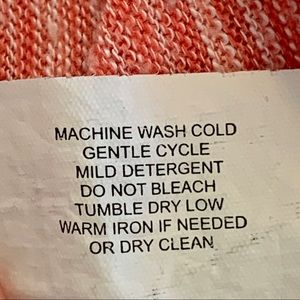 MACHINE WASH COLD
GENTLE CYCLE
MILD DETERGENT
DO NOT BLEACH
TUMBLE DRY LOW
WARM IRON IF NEEDED
OR DRY CLEAN